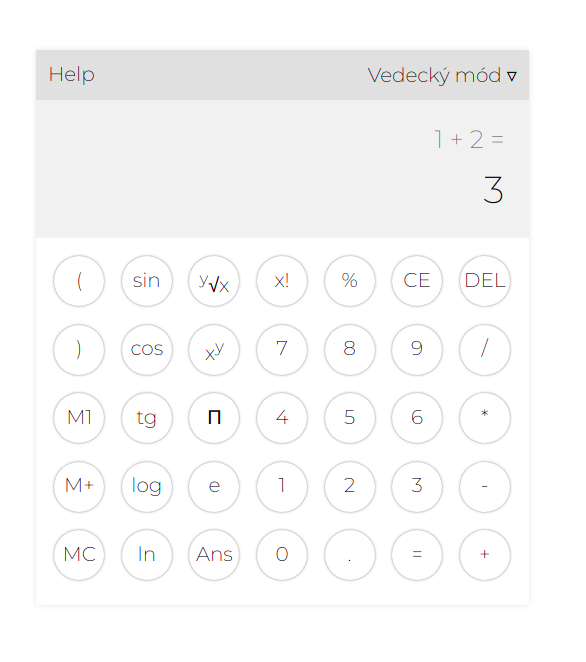 Help Vedecký mód ▿
1 + 2 =
3
( sin y√x x! % CE DEL
) cos xy 7 8 9 /
M1 tg Π 4 5 6 *
M+ log e 1 2 3 -
MC ln Ans 0 . = +